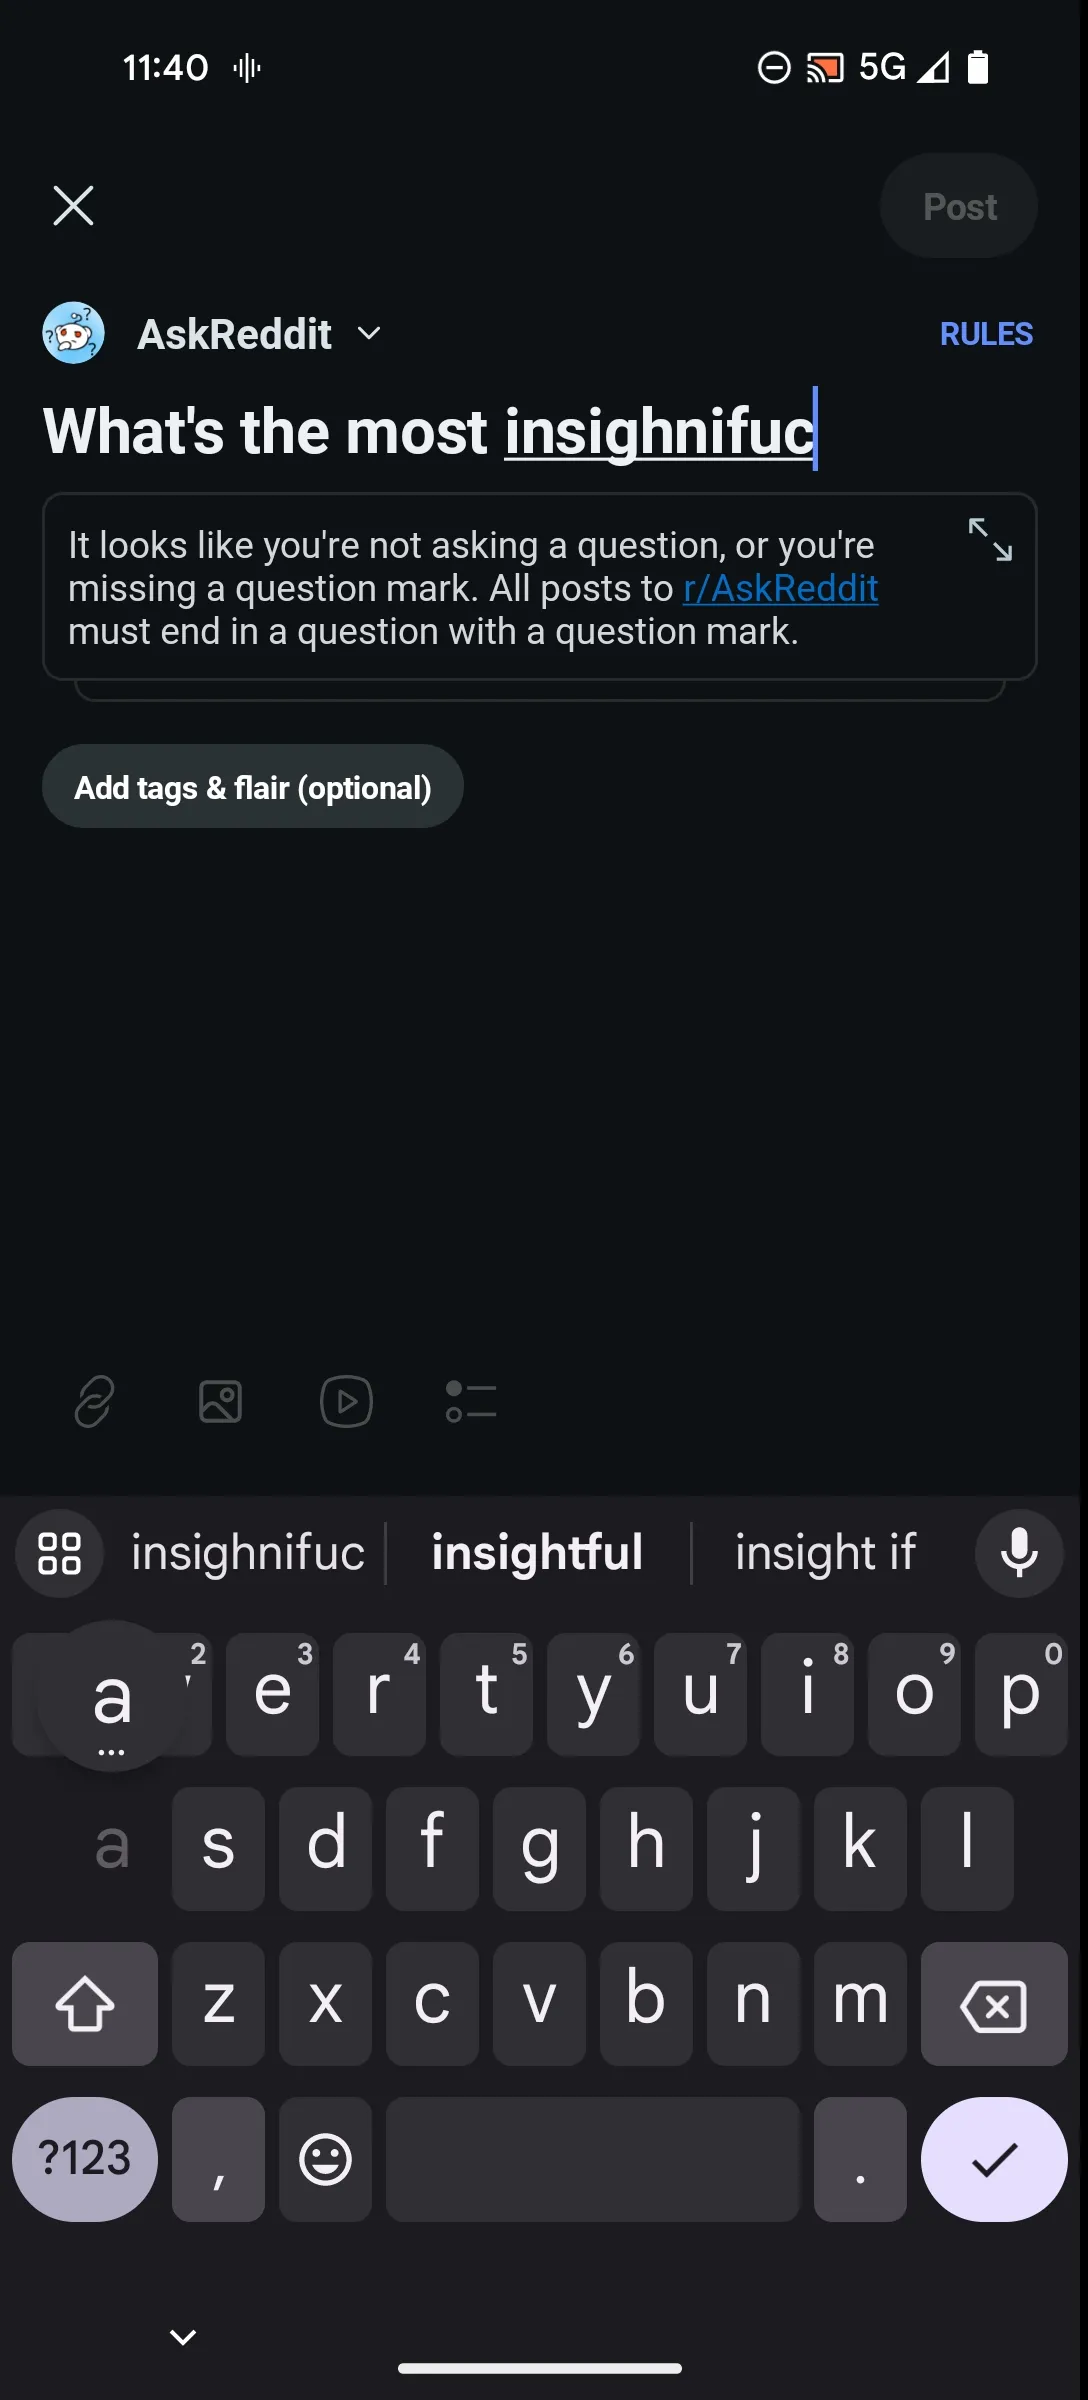 11:40 5G
Post
AskReddit RULES
What's the most insighnifuc
It looks like you're not asking a question, or you're
missing a question mark. All posts to r/AskReddit
must end in a question with a question mark.
Add tags & flair (optional)
insighnifuc insightful insight if
a 2 e 3 r 4 t 5 y 6 u 7 i 8 o 9 p 0
a s d f g h j k l
z x c v b n m
?123 , .